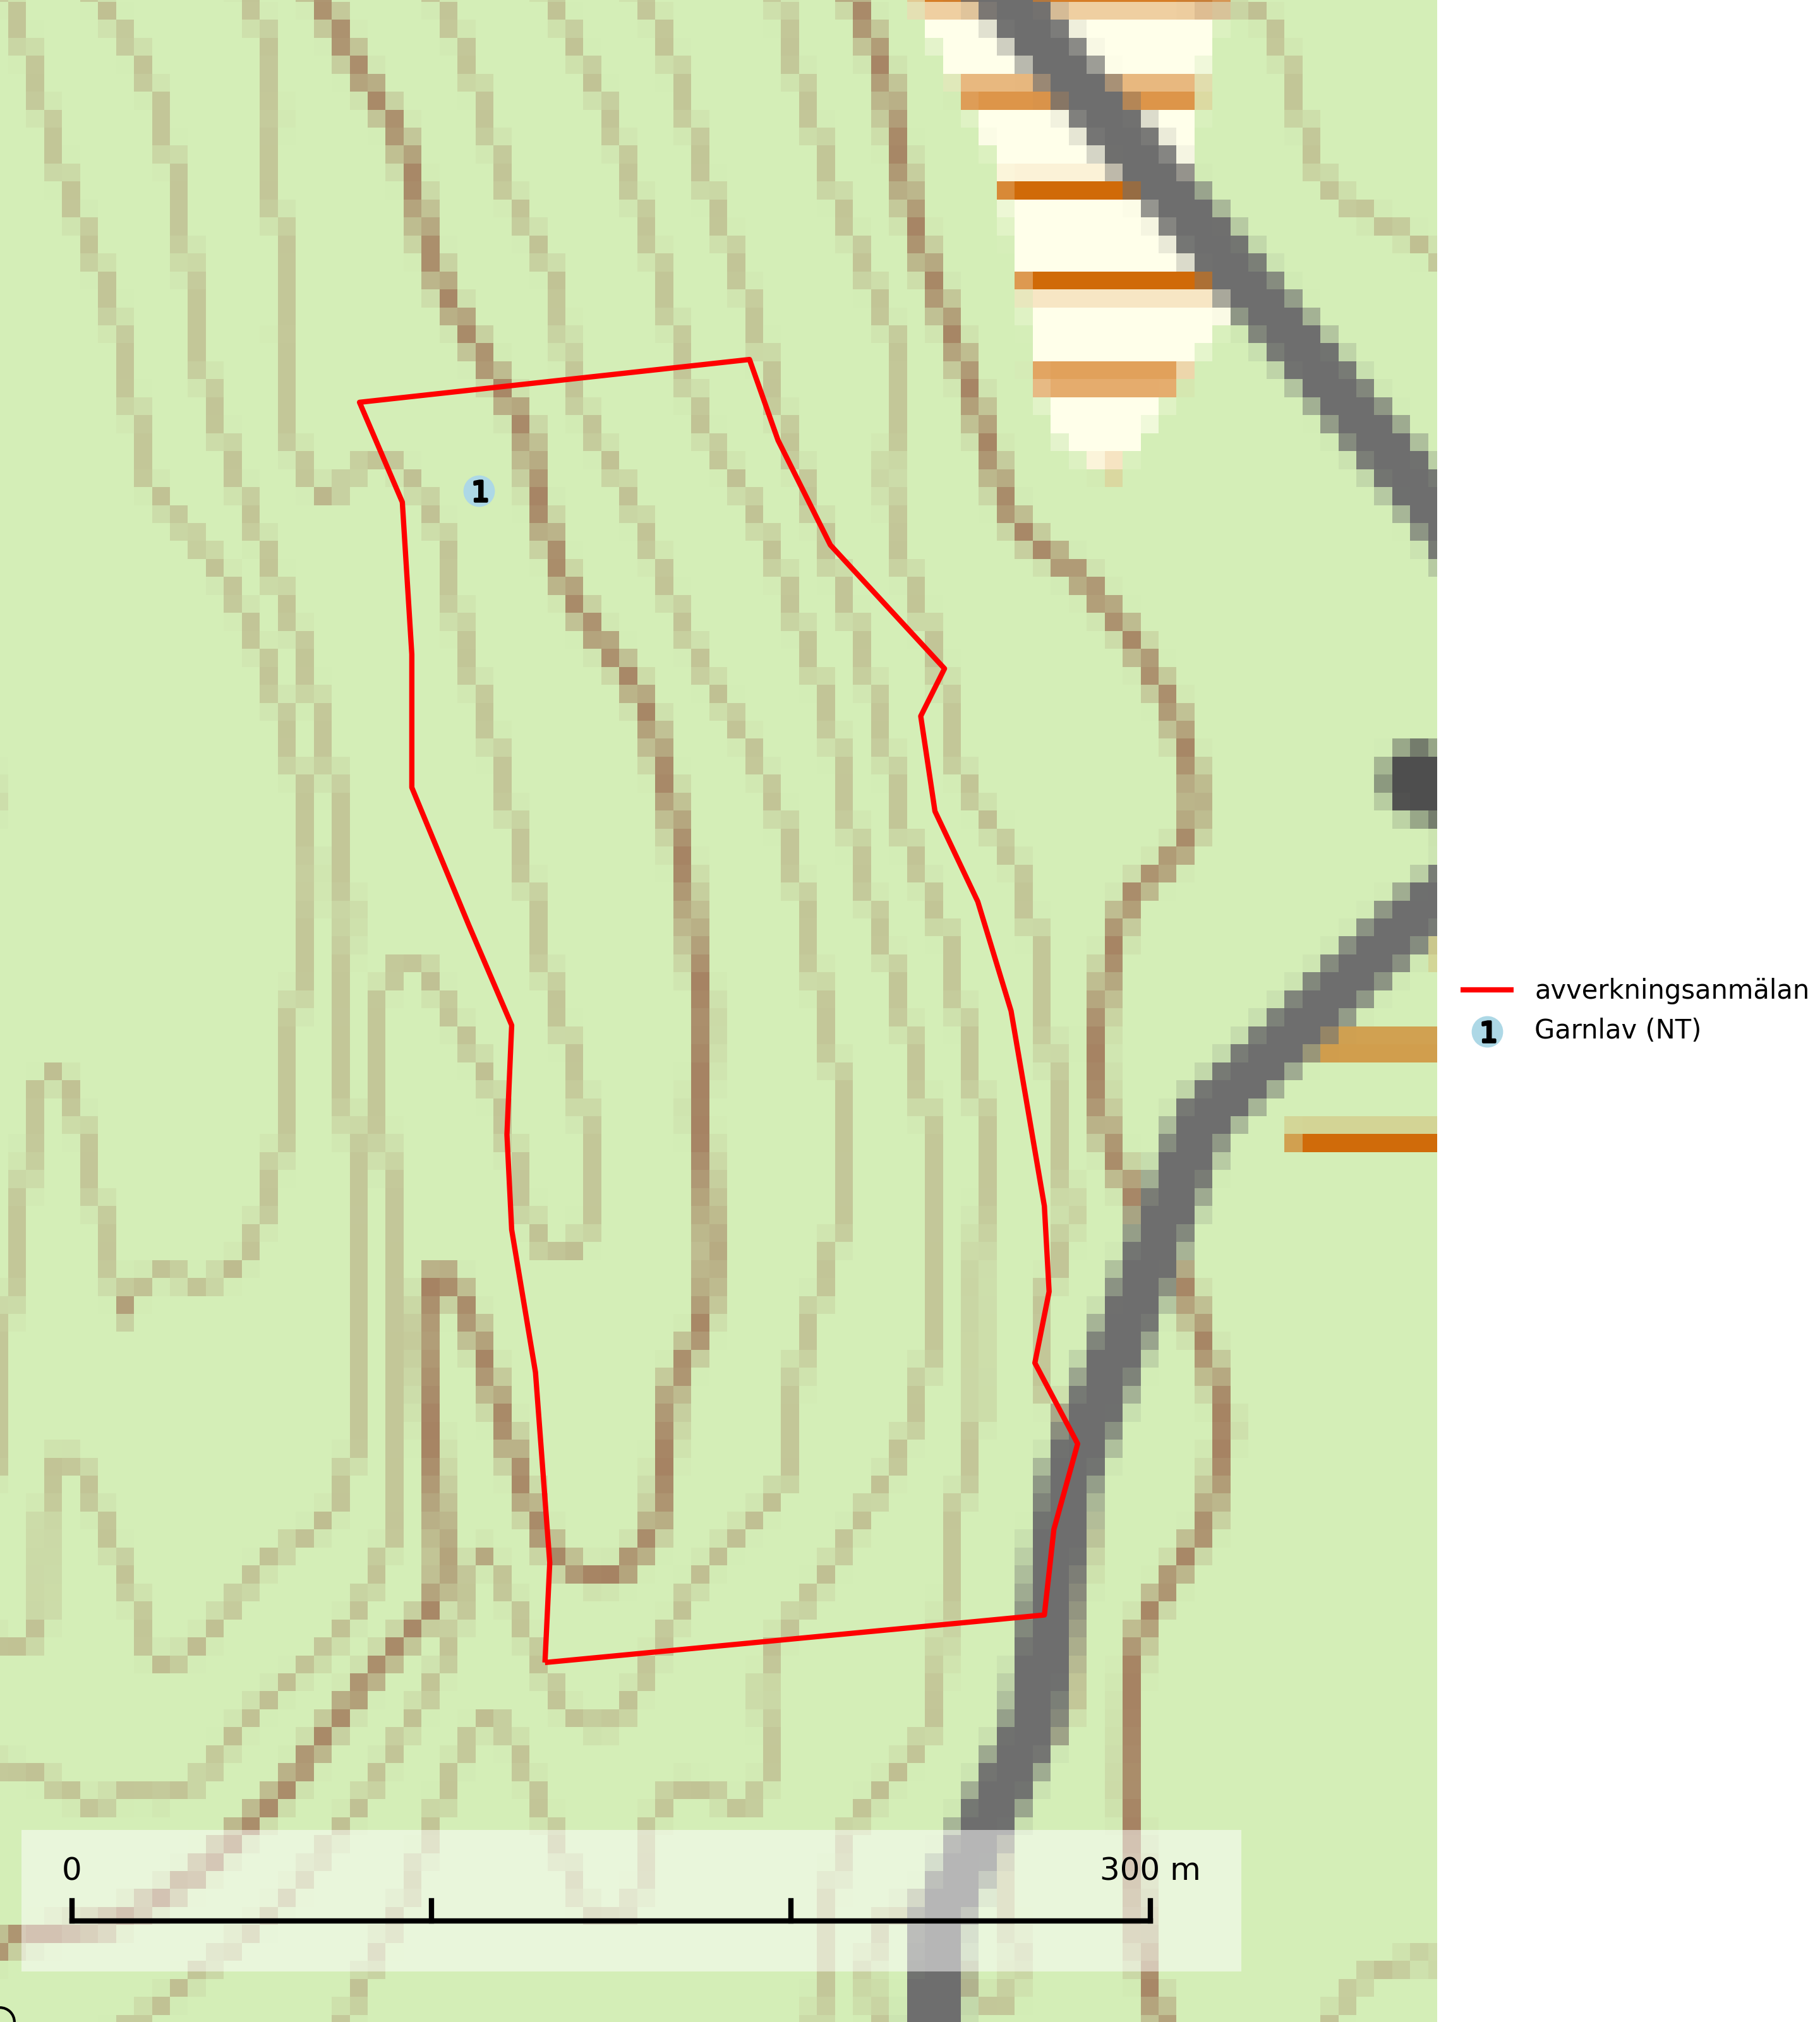 1
avverkningsanmälan
1 Garnlav (NT)
0 300 m